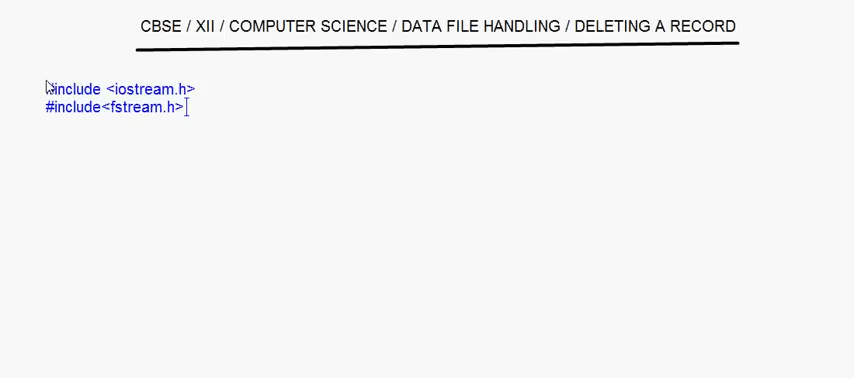 CBSE / XII / COMPUTER SCIENCE / DATA FILE HANDLING / DELETING A RECORD
#include <iostream.h>
#include<fstream.h>